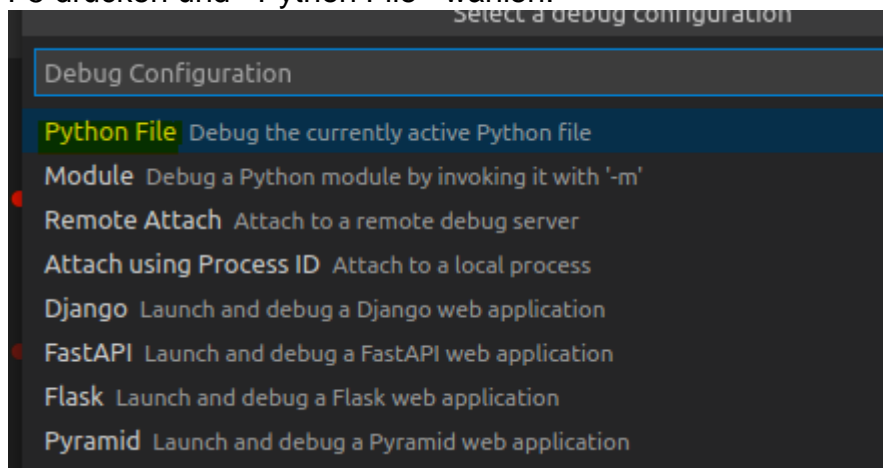 drücken und "Python File" wählen.
Select a debug configuration
Debug Configuration
Python File Debug the currently active Python file
Module Debug a Python module by invoking it with '-m'
Remote Attach Attach to a remote debug server
Attach using Process ID Attach to a local process
Django Launch and debug a Django web application
FastAPI Launch and debug a FastAPI web application
Flask Launch and debug a Flask web application
Pyramid Launch and debug a Pyramid web application